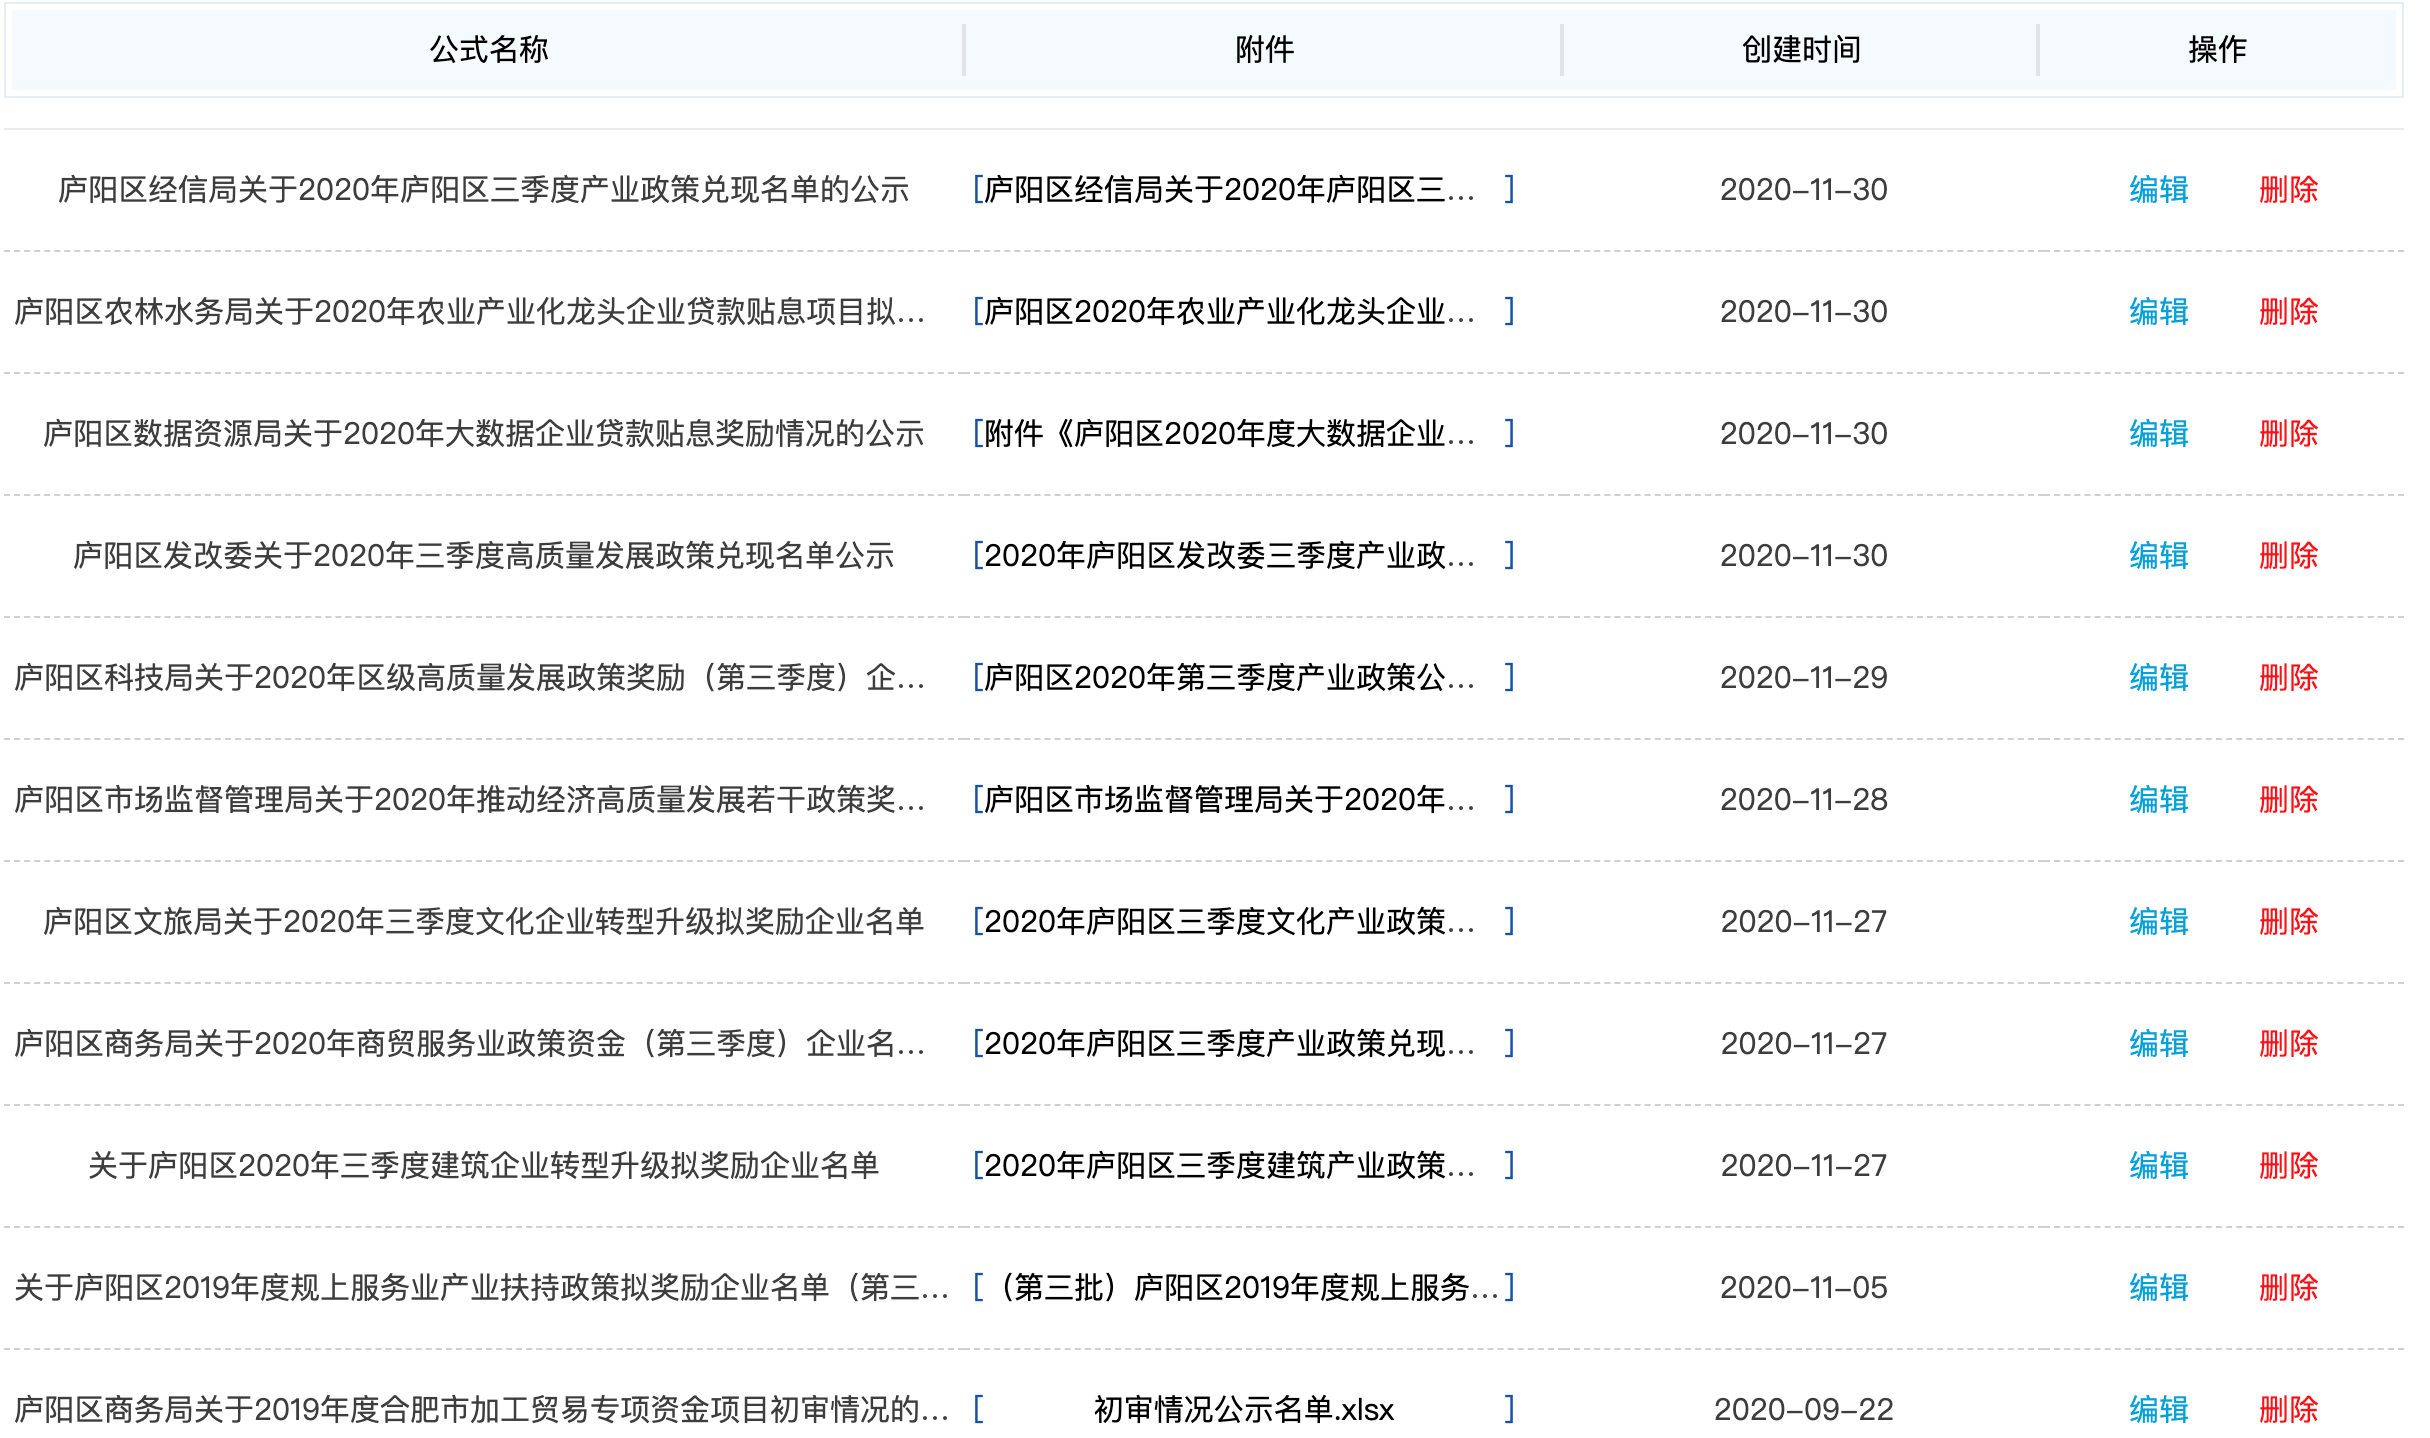 公式名称 附件 创建时间 操作
庐阳区经信局关于2020年庐阳区三季度产业政策兑现名单的公示 [庐阳区经信局关于2020年庐阳区三... ] 2020-11-30 编辑 删除
庐阳区农林水务局关于2020年农业产业化龙头企业贷款贴息项目拟... [庐阳区2020年农业产业化龙头企业... ] 2020-11-30 编辑 删除
庐阳区数据资源局关于2020年大数据企业贷款贴息奖励情况的公示 [附件《庐阳区2020年度大数据企业... ] 2020-11-30 编辑 删除
庐阳区发改委关于2020年三季度高质量发展政策兑现名单公示 [2020年庐阳区发改委三季度产业政... ] 2020-11-30 编辑 删除
庐阳区科技局关于2020年区级高质量发展政策奖励（第三季度）企... [庐阳区2020年第三季度产业政策公... ] 2020-11-29 编辑 删除
庐阳区市场监督管理局关于2020年推动经济高质量发展若干政策奖... [庐阳区市场监督管理局关于2020年... ] 2020-11-28 编辑 删除
庐阳区文旅局关于2020年三季度文化企业转型升级拟奖励企业名单 [2020年庐阳区三季度文化产业政策... ] 2020-11-27 编辑 删除
庐阳区商务局关于2020年商贸服务业政策资金（第三季度）企业名... [2020年庐阳区三季度产业政策兑现... ] 2020-11-27 编辑 删除
关于庐阳区2020年三季度建筑企业转型升级拟奖励企业名单 [2020年庐阳区三季度建筑产业政策... ] 2020-11-27 编辑 删除
关于庐阳区2019年度规上服务业产业扶持政策拟奖励企业名单（第三... [（第三批）庐阳区2019年度规上服务...] 2020-11-05 编辑 删除
庐阳区商务局关于2019年度合肥市加工贸易专项资金项目初审情况的... [ 初审情况公示名单.xlsx ] 2020-09-22 编辑 删除